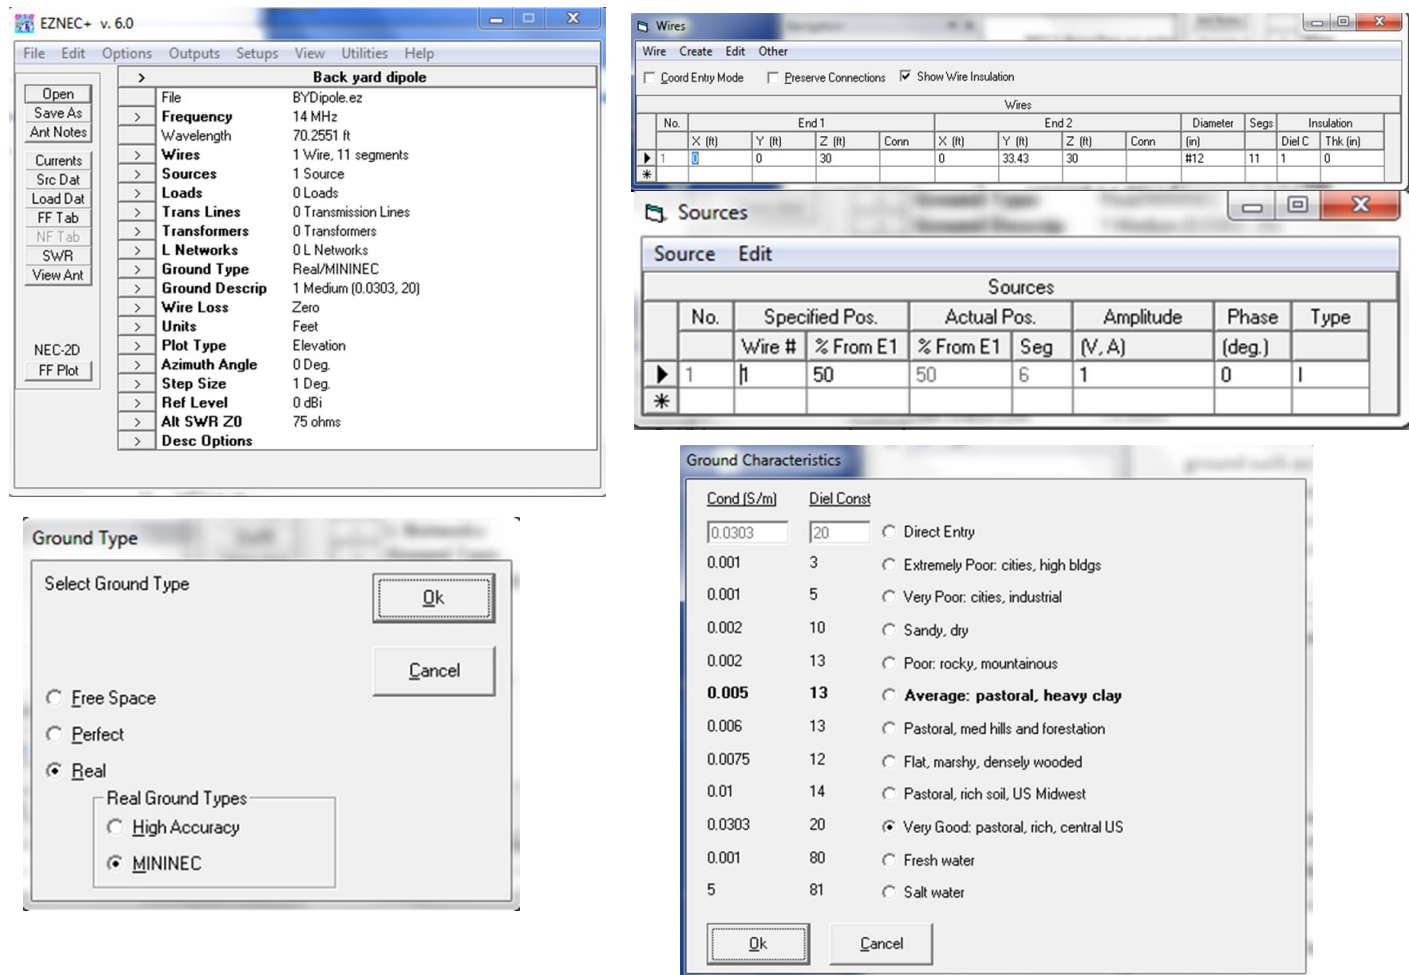 EZNEC+ v. 6.0
File Edit Options Outputs Setups View Utilities Help
Open
Save As
Ant Notes
Currents
Src Dat
Load Dat
FF Tab
NF Tab
SWR
View Ant
NEC-2D
FF Plot
> Back yard dipole
File BYDipole.ez
> Frequency 14 MHz
Wavelength 70.2551 ft
> Wires 1 Wire, 11 segments
> Sources 1 Source
> Loads 0 Loads
> Trans Lines 0 Transmission Lines
> Transformers 0 Transformers
> L Networks 0 L Networks
> Ground Type Real/MININEC
> Ground Descrip 1 Medium (0.0303, 20)
> Wire Loss Zero
> Units Feet
> Plot Type Elevation
> Azimuth Angle 0 Deg.
> Step Size 1 Deg.
> Ref Level 0 dBi
> Alt SWR Z0 75 ohms
> Desc Options
Wires
Wire Create Edit Other
Coord Entry Mode Preserve Connections Show Wire Insulation
Wires
No. End 1 End 2 Diameter Segs Insulation
X (ft) Y (ft) Z (ft) Conn X (ft) Y (ft) Z (ft) Conn (in) Diel C Thk (in)
1 0 0 30 0 33.43 30 #12 11 1 0
Sources
Source Edit
Sources
No. Specified Pos. Actual Pos. Amplitude Phase Type
Wire # % From E1 % From E1 Seg (V, A) (deg.)
1 1 50 50 6 1 0 I
Ground Type
Select Ground Type
Ok
Cancel
Free Space
Perfect
Real
Real Ground Types
High Accuracy
MININEC
Ground Characteristics
Cond (S/m) Diel Const
0.0303 20 Direct Entry
0.001 3 Extremely Poor: cities, high bldgs
0.001 5 Very Poor: cities, industrial
0.002 10 Sandy, dry
0.002 13 Poor: rocky, mountainous
0.005 13 Average: pastoral, heavy clay
0.006 13 Pastoral, med hills and forestation
0.0075 12 Flat, marshy, densely wooded
0.01 14 Pastoral, rich soil, US Midwest
0.0303 20 Very Good: pastoral, rich, central US
0.001 80 Fresh water
5 81 Salt water
Ok Cancel